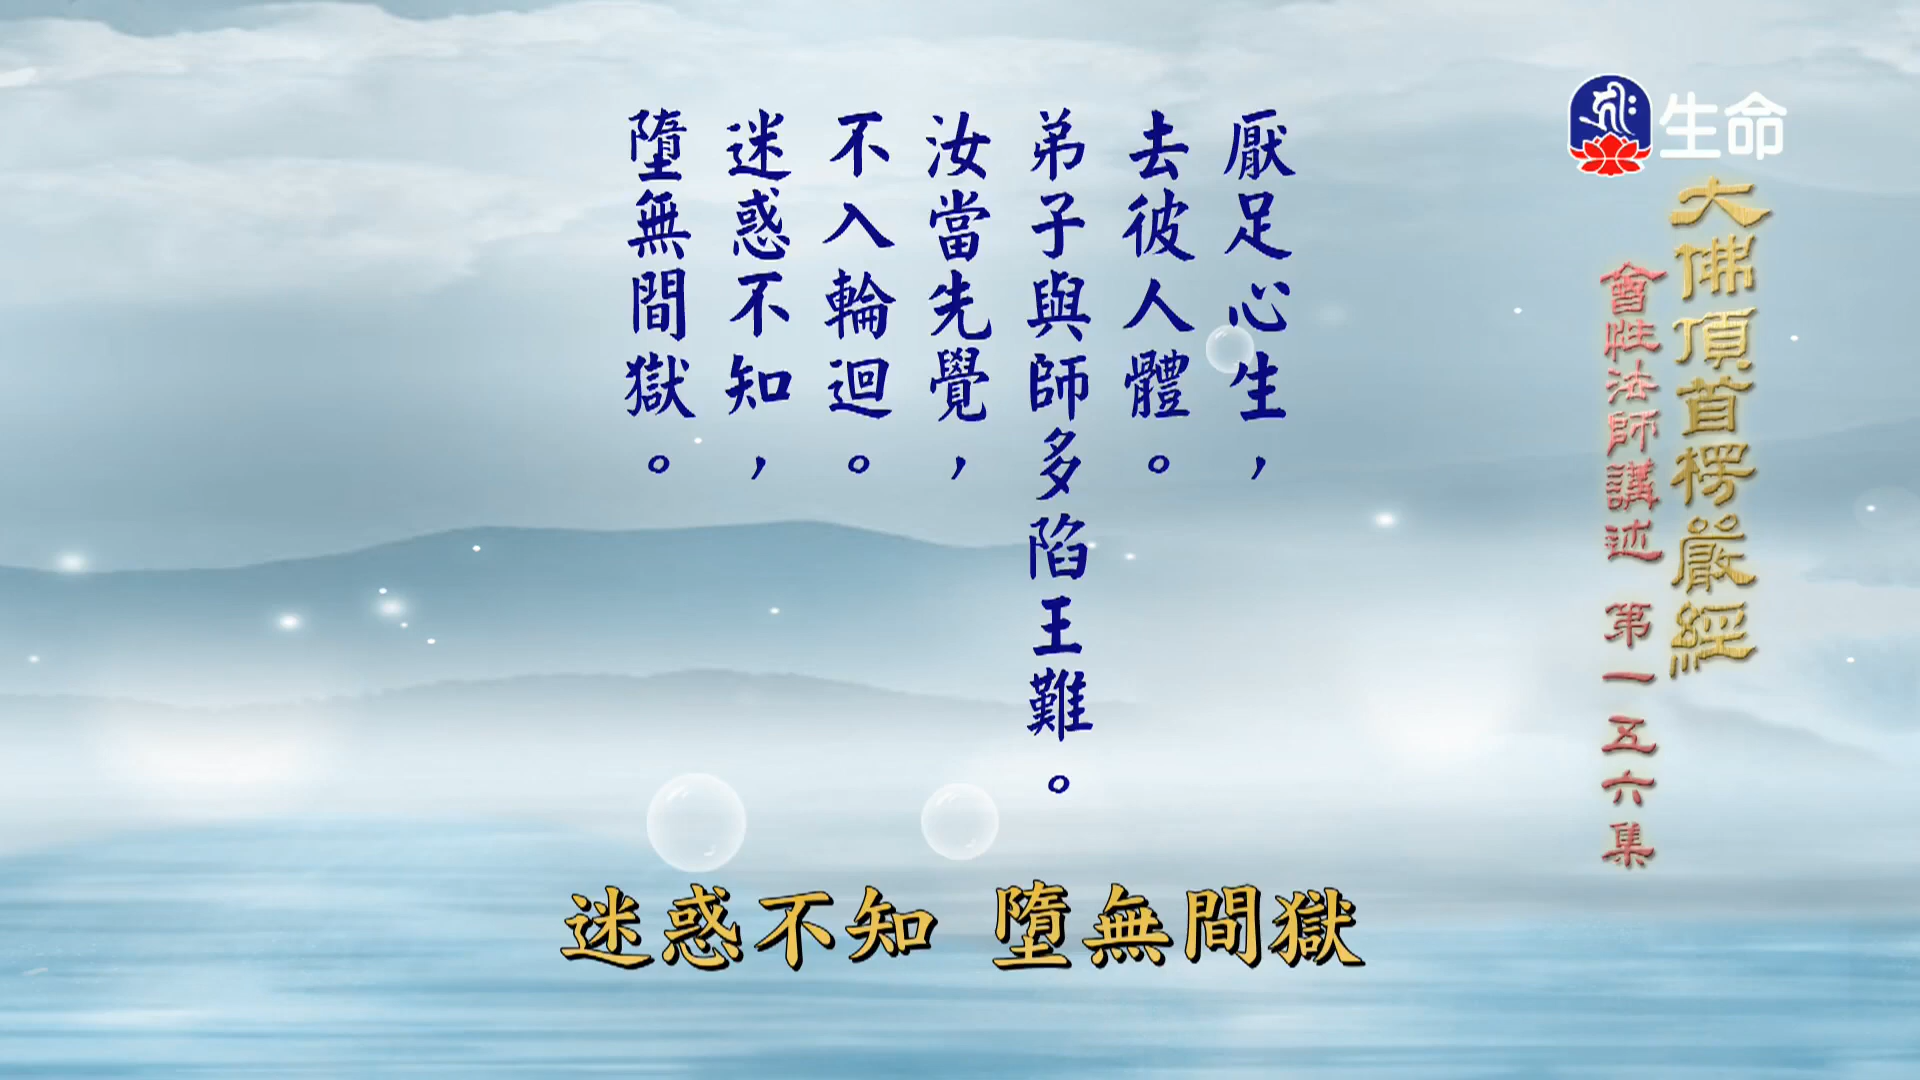 生命
大佛頂首楞嚴經
會性法師講述 第一五六集
厭足心生，
去彼人體。
弟子與師多陷王難。
汝當先覺，
不入輪迴。
迷惑不知，
墮無間獄。
迷惑不知 墮無間獄